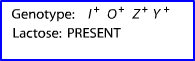 Genotype: I⁺ O⁺ Z⁺ Y⁺
Lactose: PRESENT